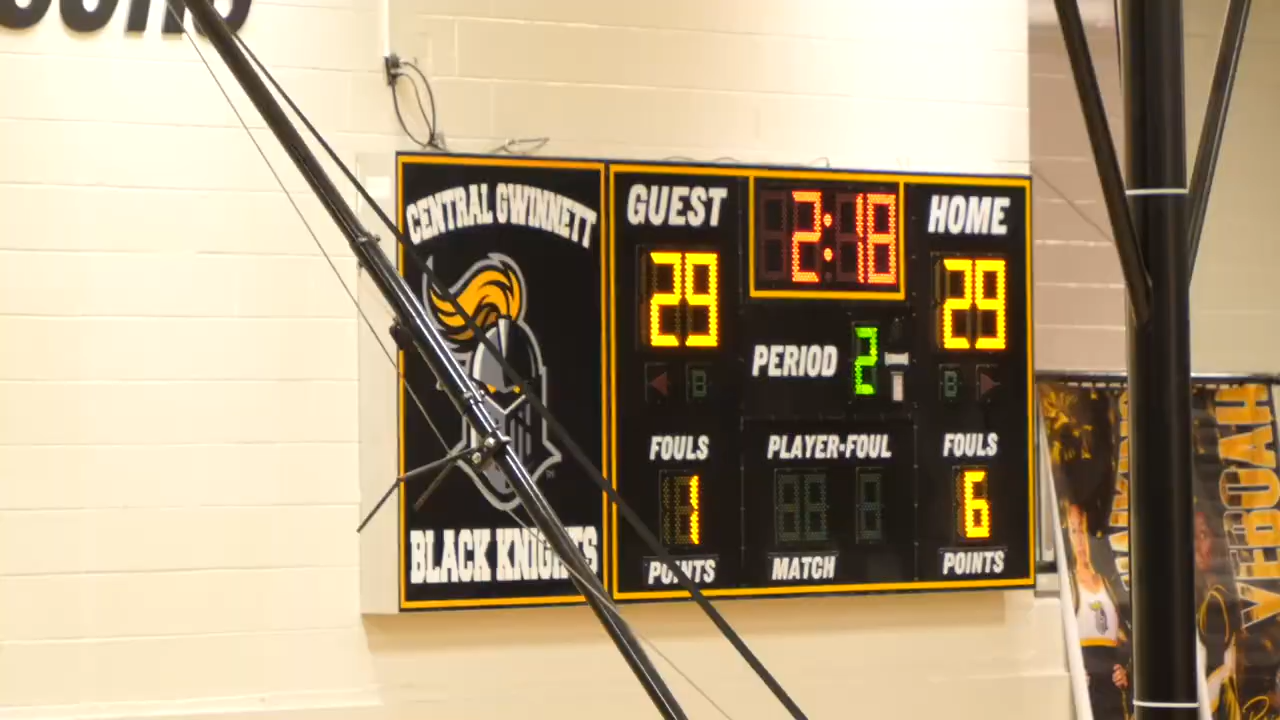 CENTRAL GWINNETT
BLACK KNIGHTS
GUEST
2:18
HOME
29
29
PERIOD 2
B
B
FOULS
PLAYER-FOUL
FOULS
1
6
POINTS
MATCH
POINTS
YEBOAH